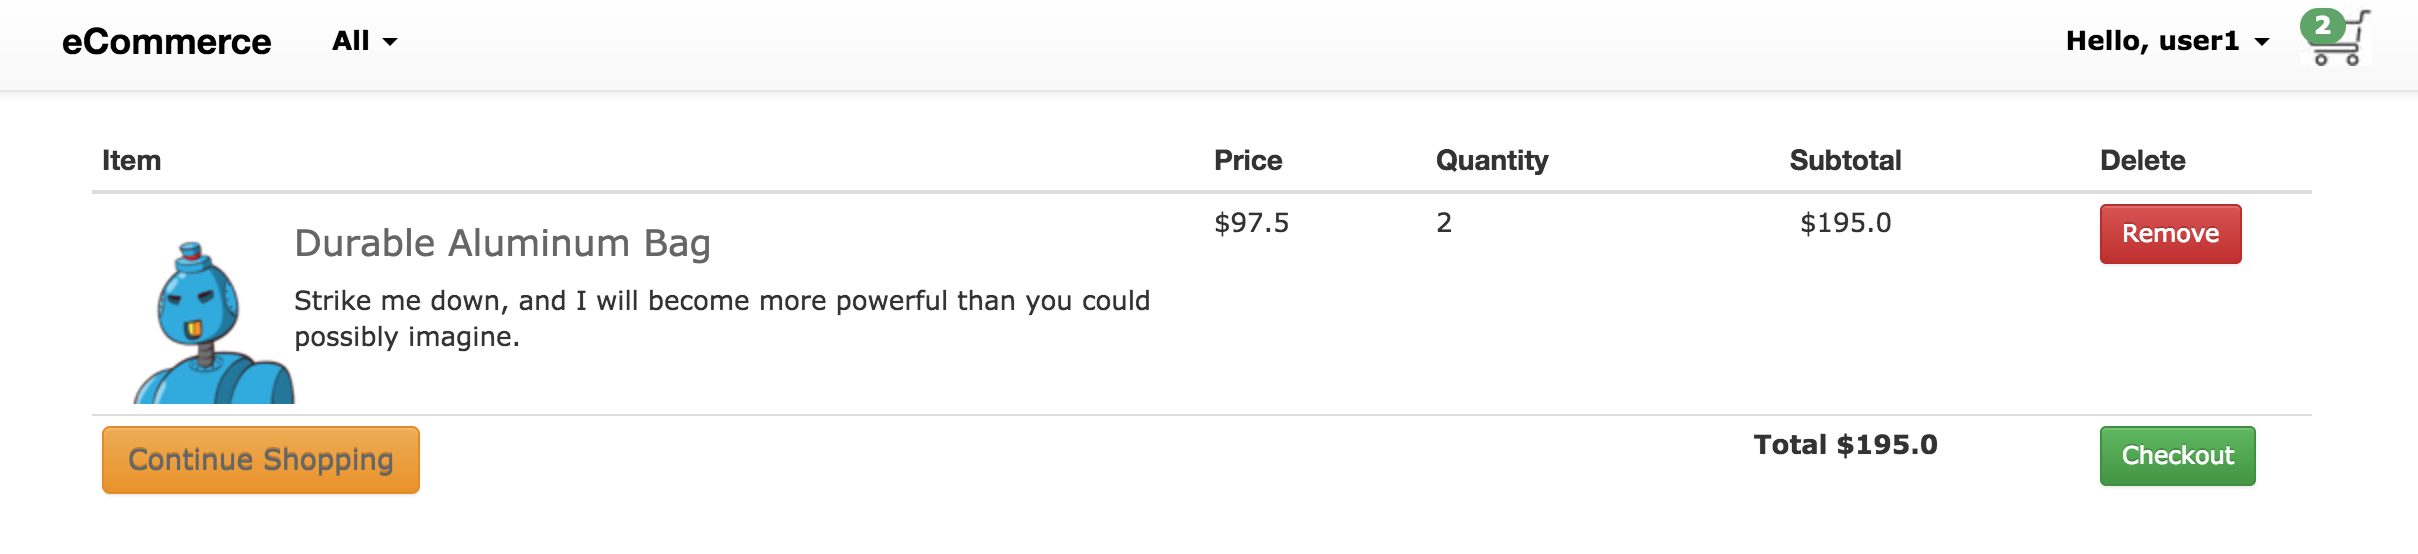 eCommerce All Hello, user1 2
Item Price Quantity Subtotal Delete
Durable Aluminum Bag $97.5 2 $195.0 Remove
Strike me down, and I will become more powerful than you could
possibly imagine.
Continue Shopping Total $195.0 Checkout